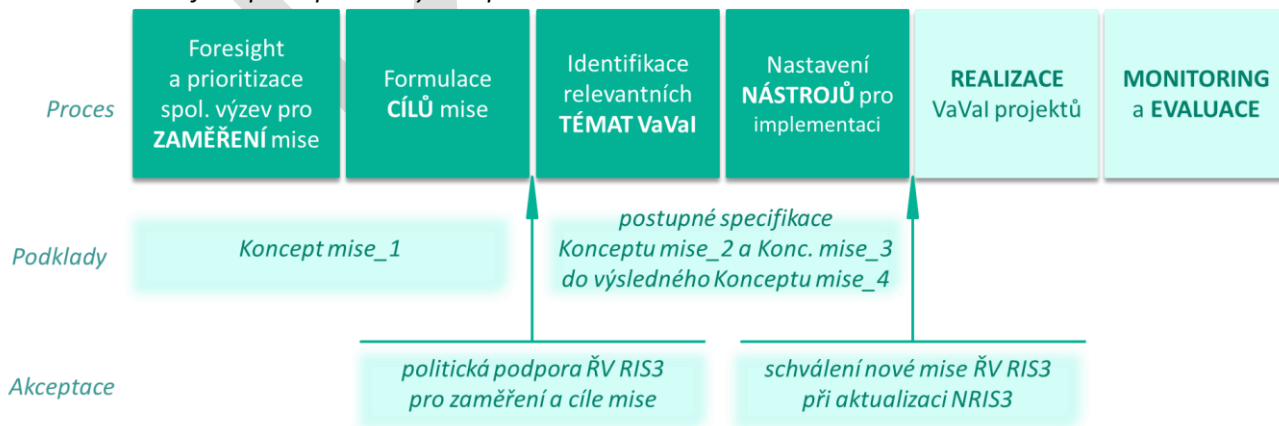 Proces
Foresight
a prioritizace
spol. výzev pro
ZAMĚŘENÍ mise
Formulace
CÍLŮ mise
Identifikace
relevantních
TÉMAT VaVaI
Nastavení
NÁSTROJŮ pro
implementaci
REALIZACE
VaVaI projektů
MONITORING
a EVALUACE
Podklady
Koncept mise_1
postupné specifikace
Konceptu mise_2 a Konc. mise_3
do výsledného Konceptu mise_4
Akceptace
politická podpora ŘV RIS3
pro zaměření a cíle mise
schválení nové mise ŘV RIS3
při aktualizaci NRIS3